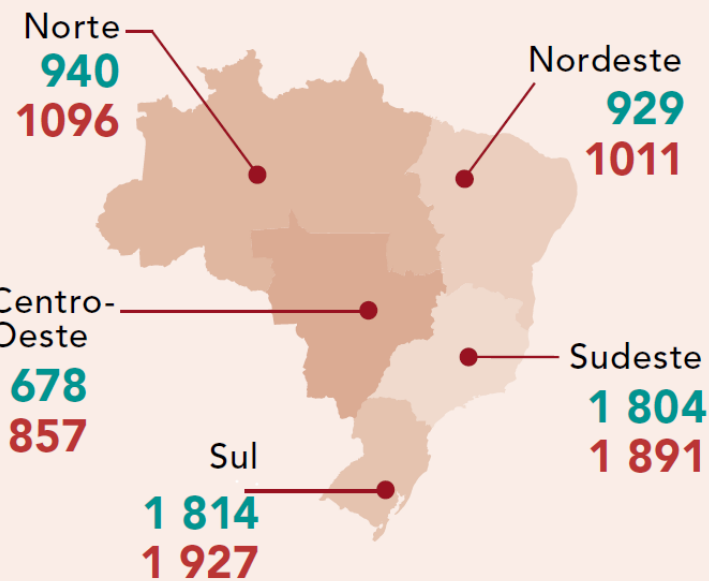 Norte
940
1096
Nordeste
929
1011
Centro-
Oeste
678
857
Sudeste
1 804
1 891
Sul
1 814
1 927